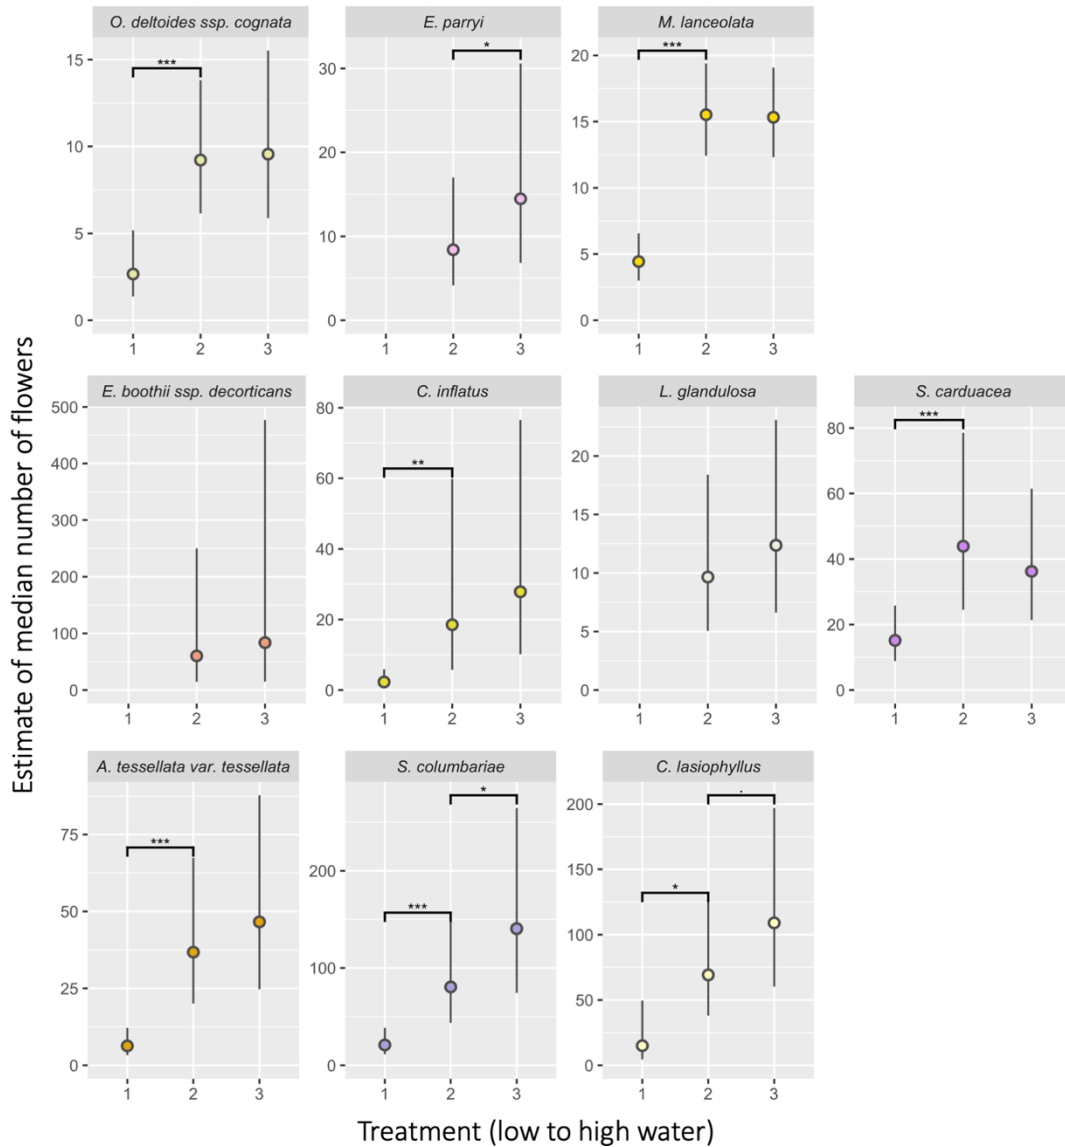 O. deltoides ssp. cognata
E. parryi
M. lanceolata
***
*
***
15
10
5
0
30
20
10
0
20
15
10
5
0
1 2 3
1 2 3
1 2 3
E. boothii ssp. decorticans
C. inflatus
L. glandulosa
S. carduacea
**
***
500
400
300
200
100
0
80
60
40
20
0
20
15
10
5
0
80
60
40
20
0
1 2 3
1 2 3
1 2 3
1 2 3
A. tessellata var. tessellata
S. columbariae
C. lasiophyllus
***
*
***
.
*
75
50
25
0
200
100
0
200
150
100
50
0
1 2 3
1 2 3
1 2 3
Estimate of median number of flowers
Treatment (low to high water)